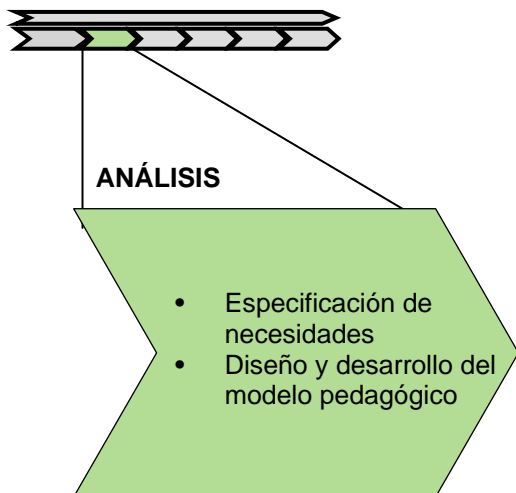 ANÁLISIS
• Especificación de
necesidades
• Diseño y desarrollo del
modelo pedagógico